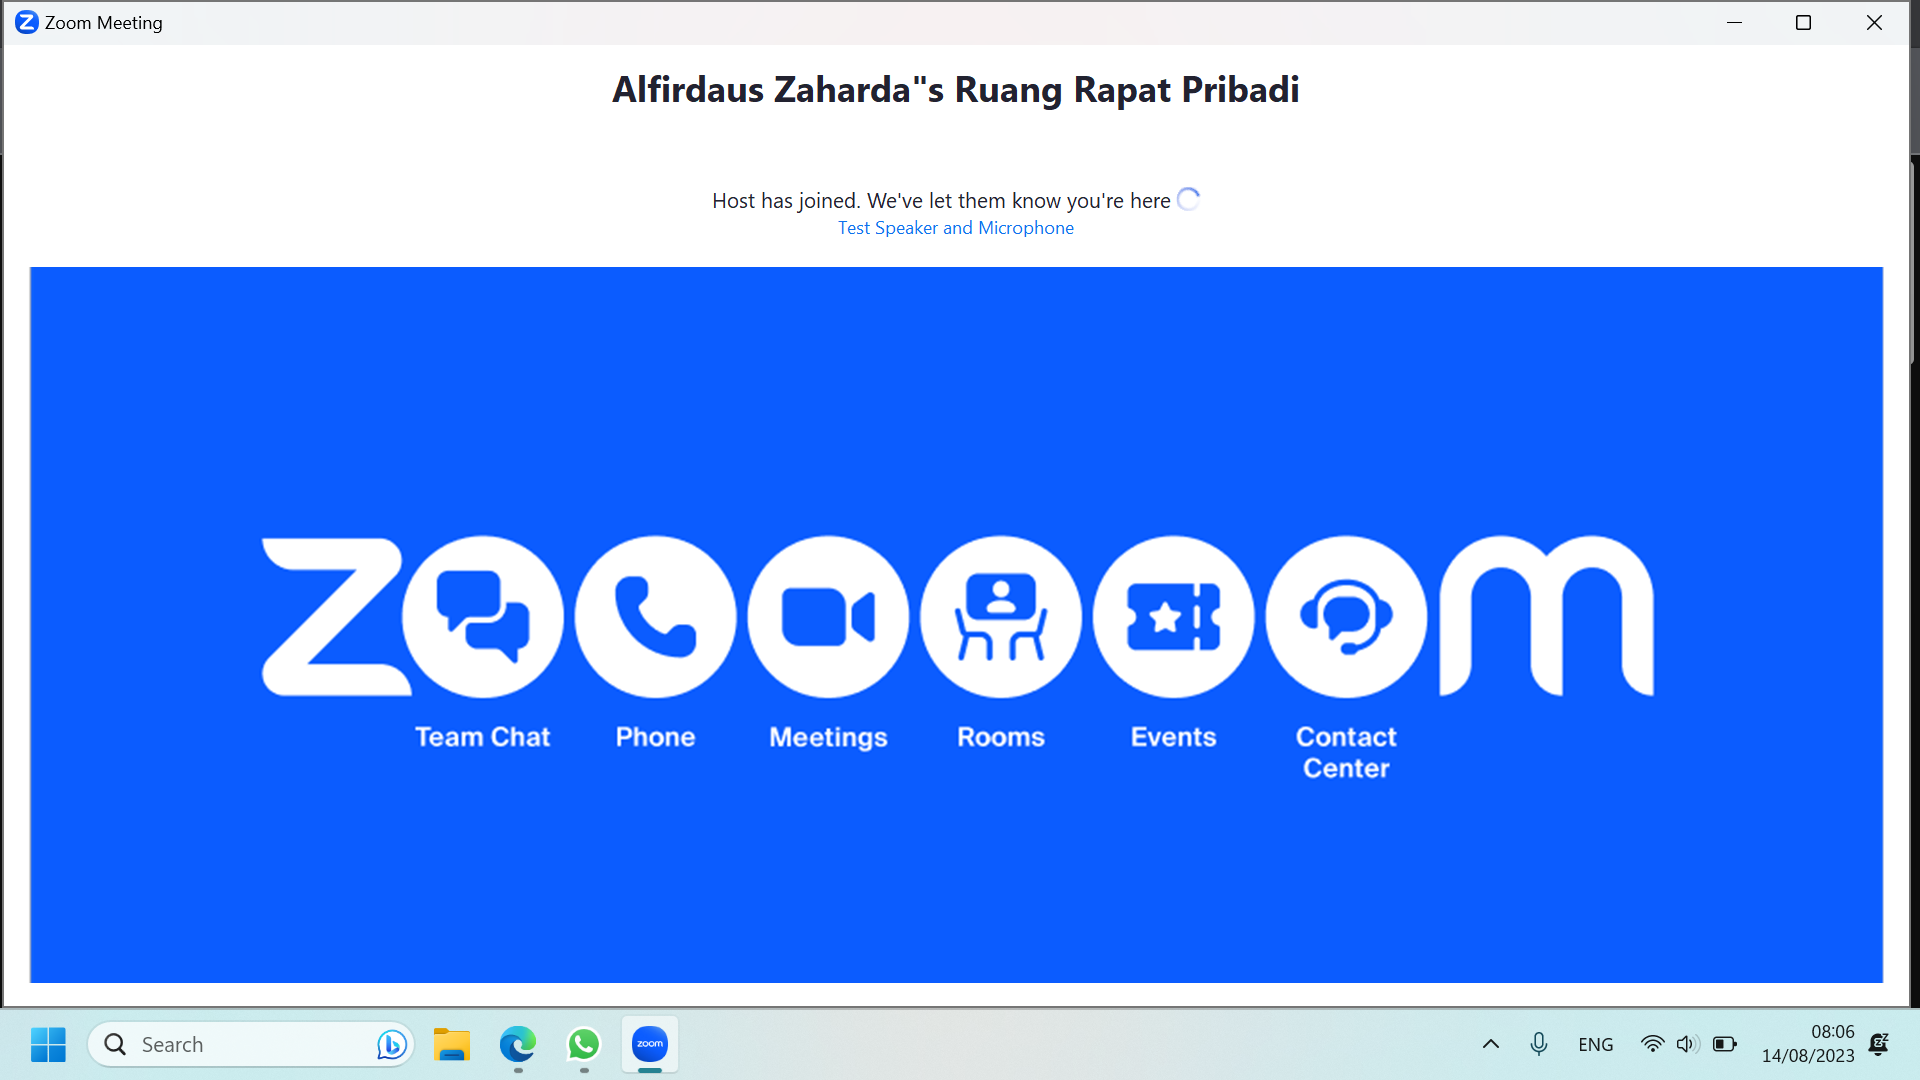 Zoom Meeting
Alfirdaus Zaharda"s Ruang Rapat Pribadi
Host has joined. We've let them know you're here
Test Speaker and Microphone
zoooooom
Team Chat
Phone
Meetings
Rooms
Events
Contact
Center
Search
zoom
ENG
08:06
14/08/2023